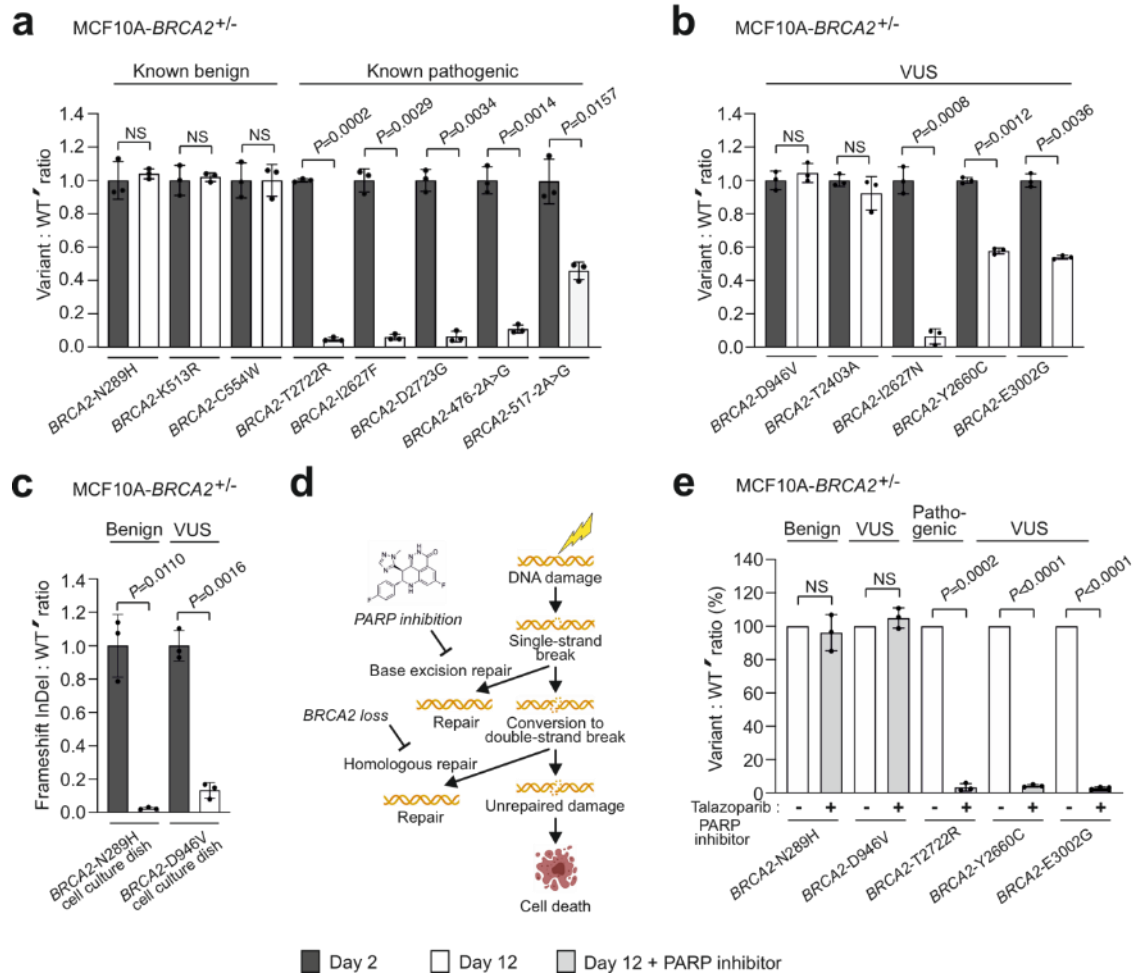 a MCF10A-BRCA2+/-
Known benign Known pathogenic
NS NS NS P=0.0002 P=0.0029 P=0.0034 P=0.0014 P=0.0157
Variant : WT′ ratio
1.4
1.2
1.0
0.8
0.6
0.4
0.2
0.0
BRCA2-N289H
BRCA2-K513R
BRCA2-C554W
BRCA2-T2722R
BRCA2-I2627F
BRCA2-D2723G
BRCA2-476-2A>G
BRCA2-517-2A>G
b MCF10A-BRCA2+/-
VUS
NS NS P=0.0008 P=0.0012 P=0.0036
Variant : WT′ ratio
1.4
1.2
1.0
0.8
0.6
0.4
0.2
0.0
BRCA2-D946V
BRCA2-T2403A
BRCA2-I2627N
BRCA2-Y2660C
BRCA2-E3002G
c MCF10A-BRCA2+/-
Benign VUS
P=0.0110 P=0.0016
Frameshift InDel : WT′ ratio
1.4
1.2
1.0
0.8
0.6
0.4
0.2
0.0
BRCA2-N289H
cell culture dish
BRCA2-D946V
cell culture dish
d
DNA damage
PARP inhibition
Single-strand
break
Base excision repair
Repair
Conversion to
double-strand break
BRCA2 loss
Homologous repair
Repair
Unrepaired damage
Cell death
e MCF10A-BRCA2+/-
Benign VUS Patho-
genic VUS
NS NS P=0.0002 P<0.0001 P<0.0001
Variant : WT′ ratio (%)
140
120
100
80
60
40
20
0
Talazoparib : - + - + - + - + - +
PARP
inhibitor
BRCA2-N289H
BRCA2-D946V
BRCA2-T2722R
BRCA2-Y2660C
BRCA2-E3002G
Day 2 Day 12 Day 12 + PARP inhibitor